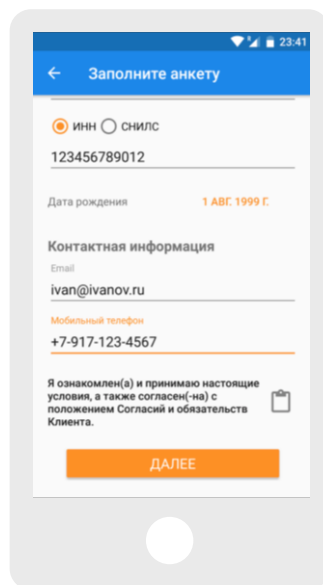 23:41
Заполните анкету
ИНН СНИЛС
123456789012
Дата рождения 1 АВГ. 1999 Г.
Контактная информация
Email
ivan@ivanov.ru
Мобильный телефон
+7-917-123-4567
Я ознакомлен(а) и принимаю настоящие
условия, а также согласен(-на) с
положением Согласий и обязательств
Клиента.
ДАЛЕЕ